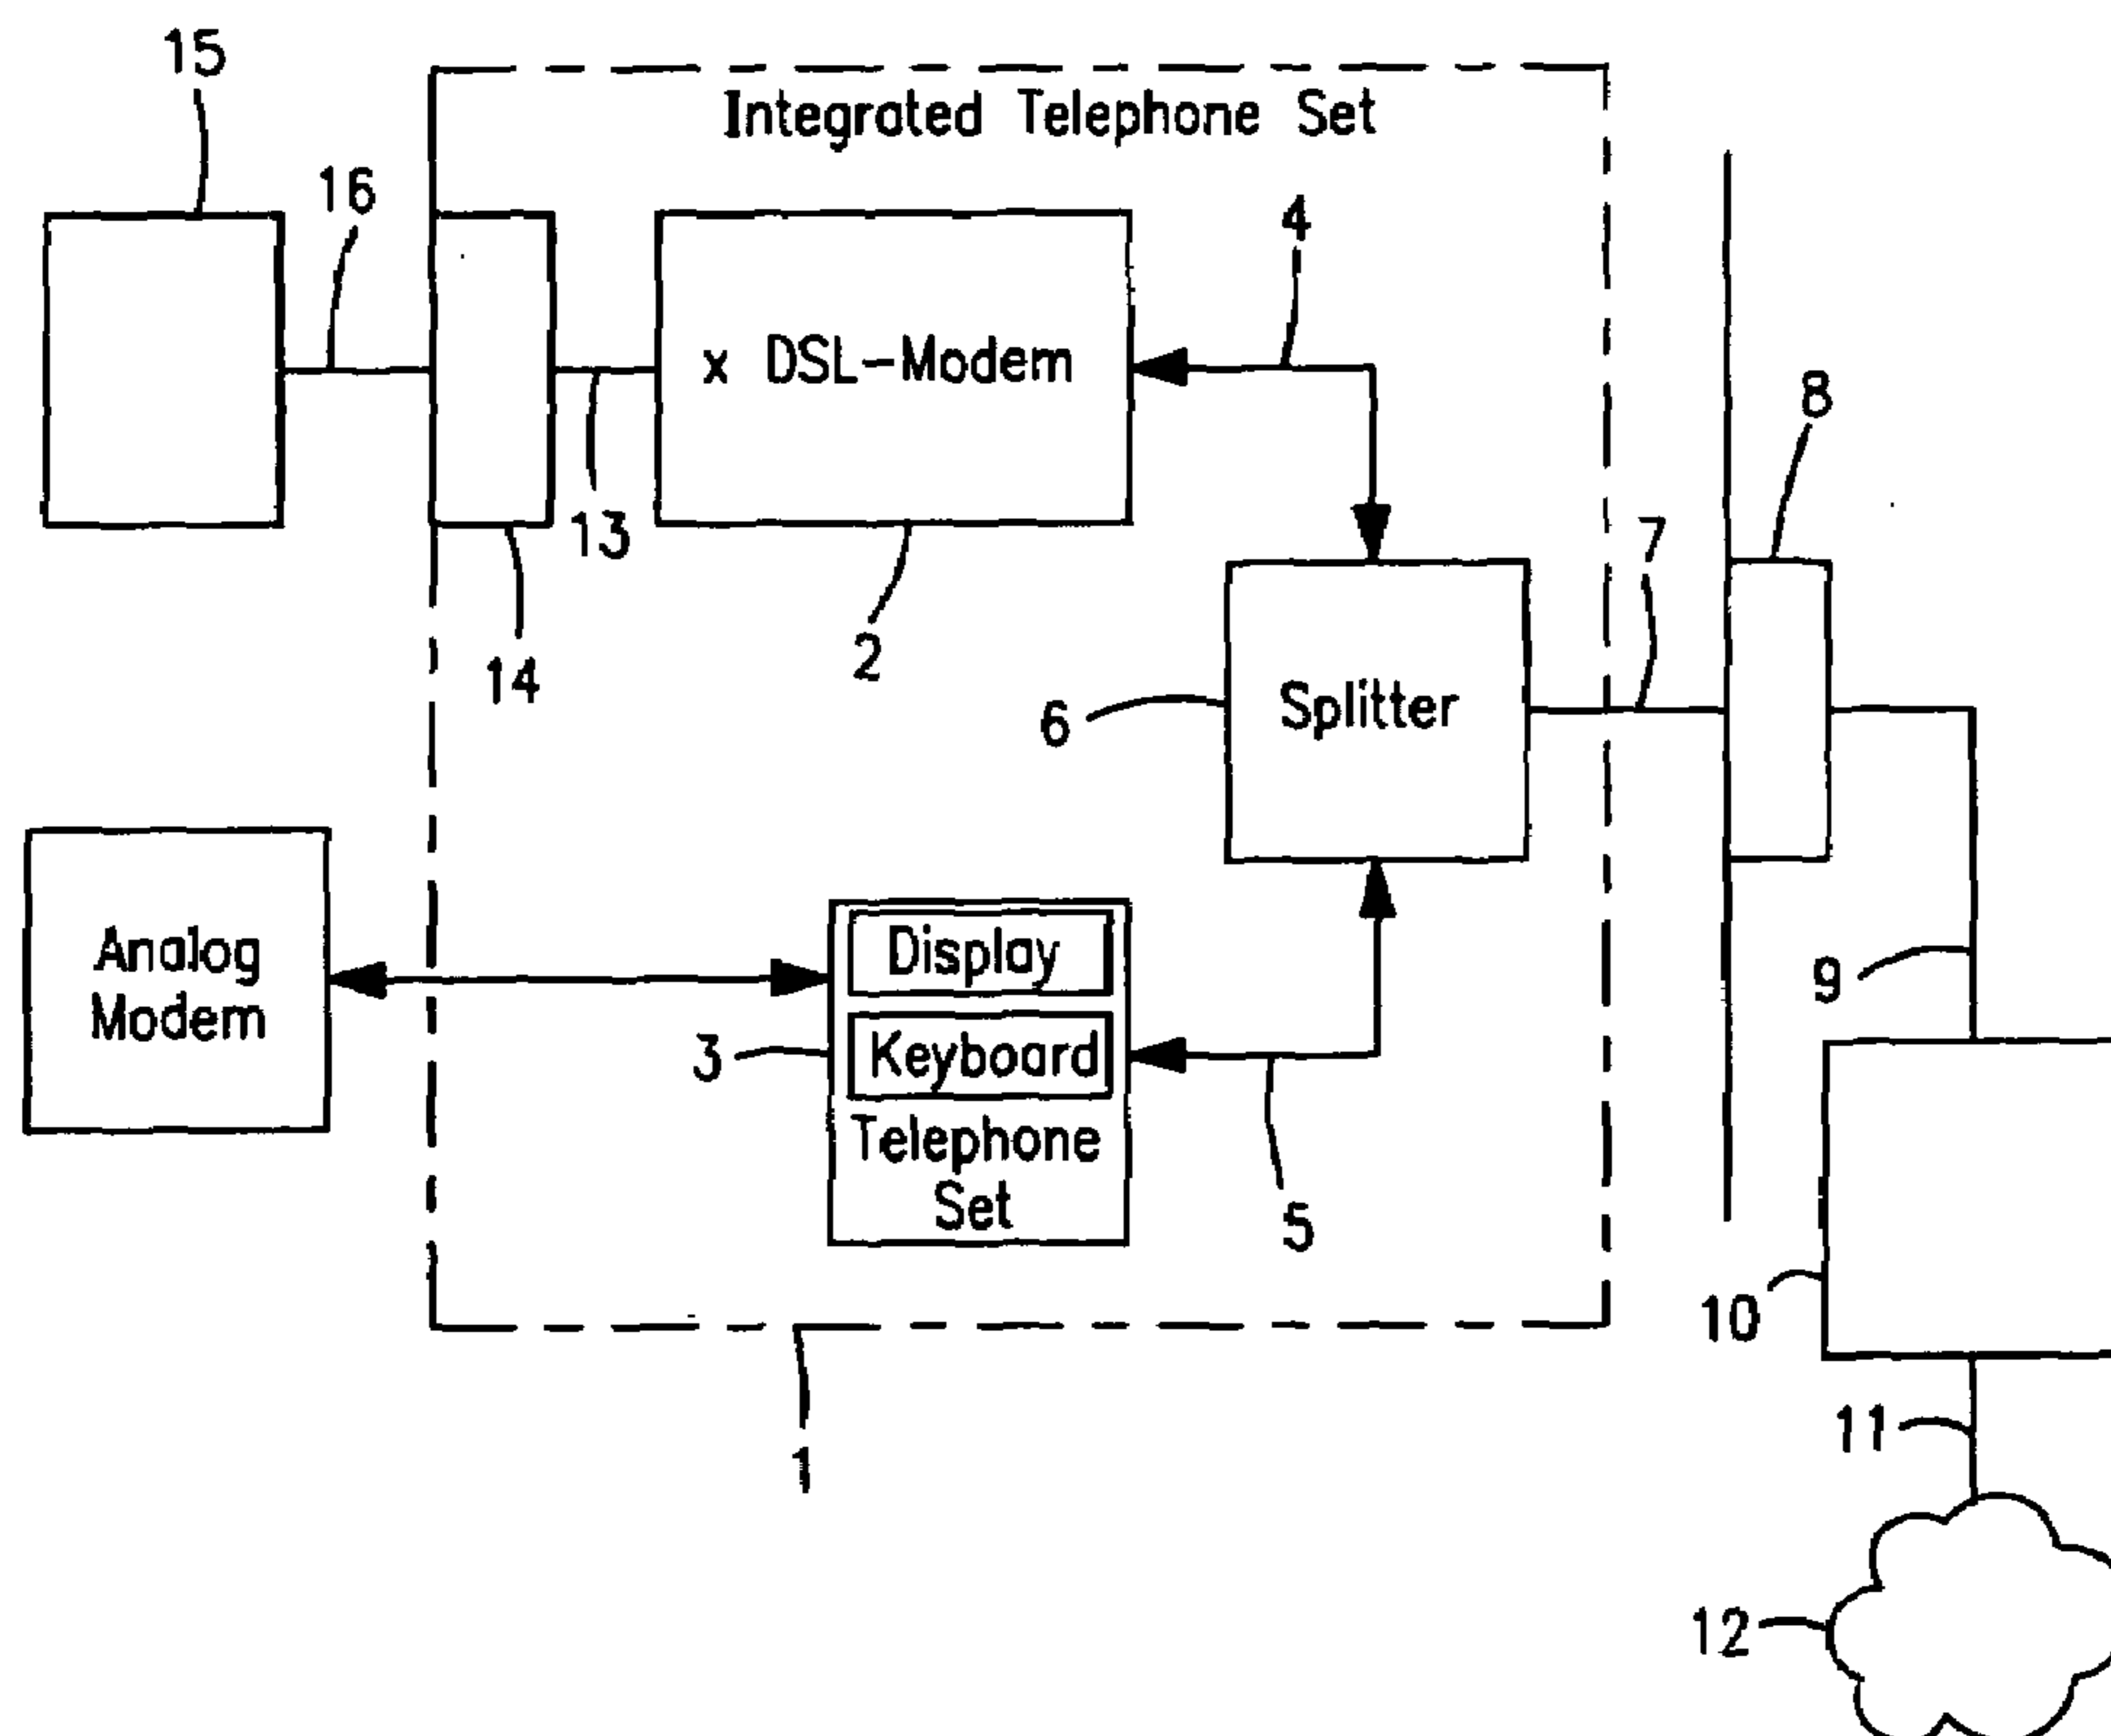 15
Integrated Telephone Set
16
4
x DSL-Modem
8
13
7
2
14
6
Splitter
Analog
Modem
Display
9
3
Keyboard
Telephone
Set
5
10
1
11
12